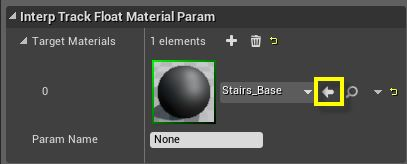 Interp Track Float Material Param
Target Materials 1 elements
0 Stairs_Base
Param Name None